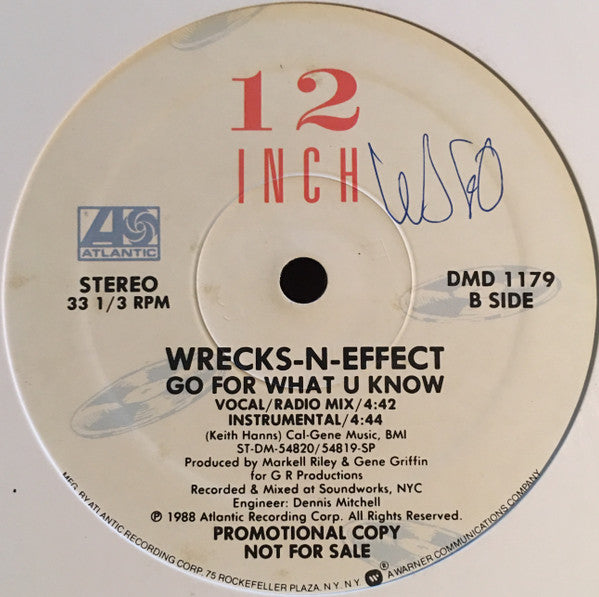 12
INCH
ATLANTIC
STEREO
33 1/3 RPM
DMD 1179
B SIDE
WRECKS-N-EFFECT
GO FOR WHAT U KNOW
VOCAL/RADIO MIX/4:42
INSTRUMENTAL/4:44
(Keith Hanns) Cal-Gene Music, BMI
ST-DM-54820/54819-SP
Produced by Markell Riley & Gene Griffin
for G R Productions
Recorded & Mixed at Soundworks, NYC
Engineer: Dennis Mitchell
℗ 1988 Atlantic Recording Corp. All Rights Reserved.
PROMOTIONAL COPY
NOT FOR SALE
MFG. BY ATLANTIC RECORDING CORP. 75 ROCKEFELLER PLAZA. N.Y. N.Y. ® A WARNER COMMUNICATIONS COMPANY